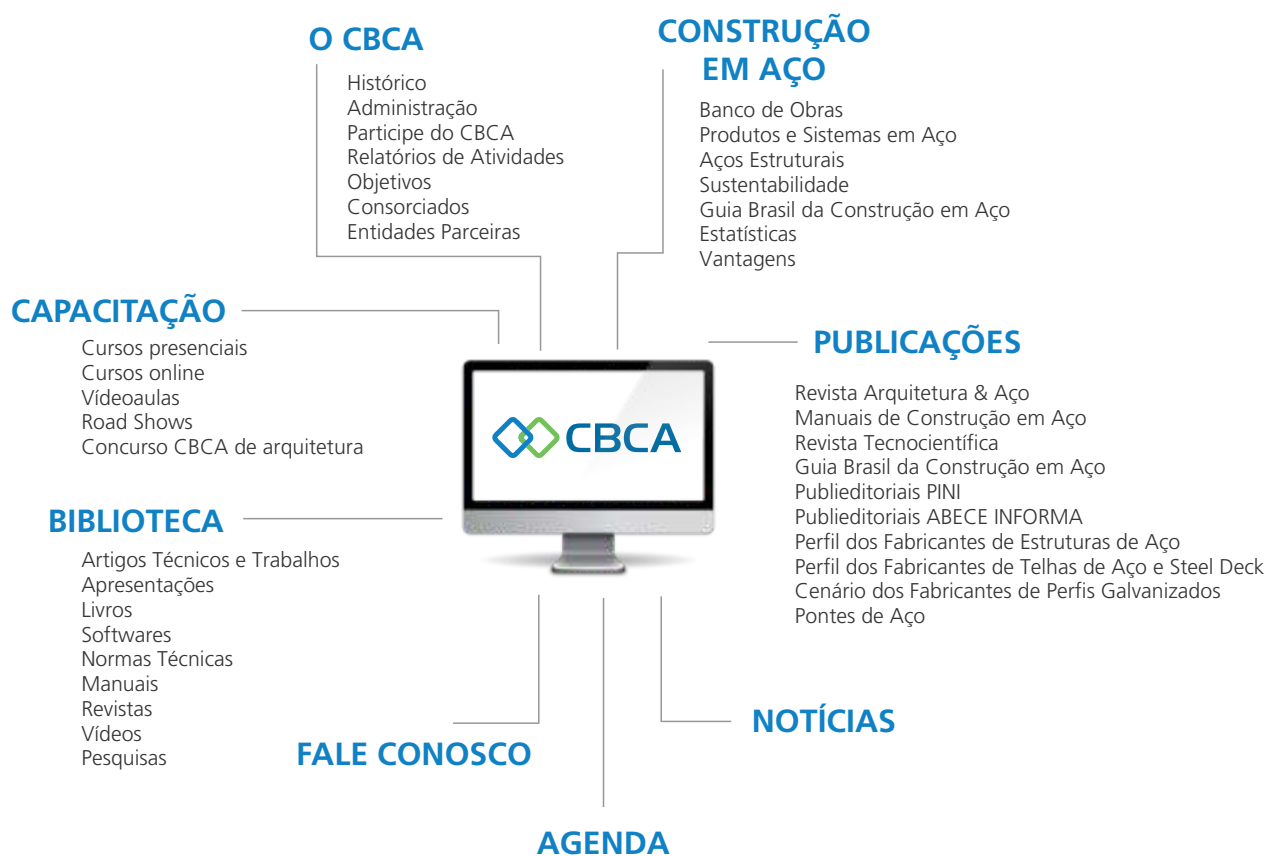 O CBCA
Histórico
Administração
Participe do CBCA
Relatórios de Atividades
Objetivos
Consorciados
Entidades Parceiras
CONSTRUÇÃO
EM AÇO
Banco de Obras
Produtos e Sistemas em Aço
Aços Estruturais
Sustentabilidade
Guia Brasil da Construção em Aço
Estatísticas
Vantagens
CAPACITAÇÃO
Cursos presenciais
Cursos online
Vídeoaulas
Road Shows
Concurso CBCA de arquitetura
CBCA
PUBLICAÇÕES
Revista Arquitetura & Aço
Manuais de Construção em Aço
Revista Tecnocientífica
Guia Brasil da Construção em Aço
Publieditoriais PINI
Publieditoriais ABECE INFORMA
Perfil dos Fabricantes de Estruturas de Aço
Perfil dos Fabricantes de Telhas de Aço e Steel Deck
Cenário dos Fabricantes de Perfis Galvanizados
Pontes de Aço
BIBLIOTECA
Artigos Técnicos e Trabalhos
Apresentações
Livros
Softwares
Normas Técnicas
Manuais
Revistas
Vídeos
Pesquisas
FALE CONOSCO
NOTÍCIAS
AGENDA